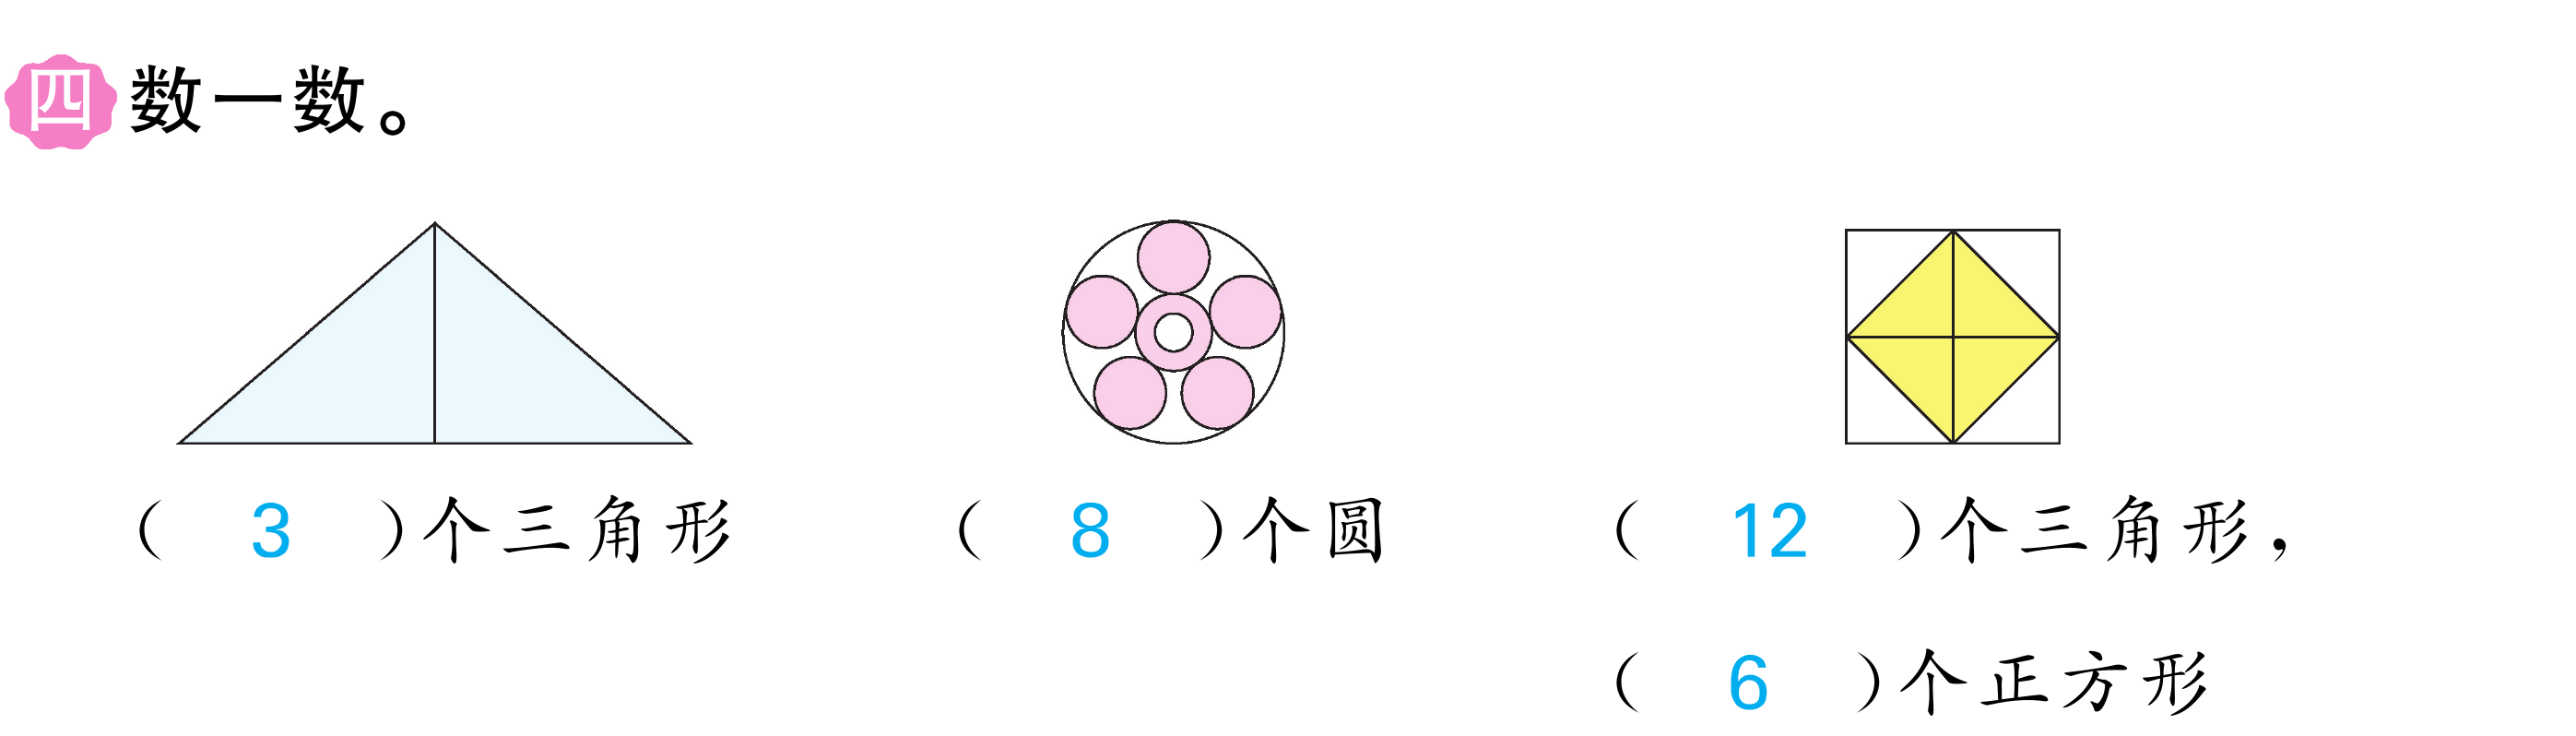 四 数一数。
( 3 )个三角形 ( 8 )个圆 ( 12 )个三角形，
( 6 )个正方形